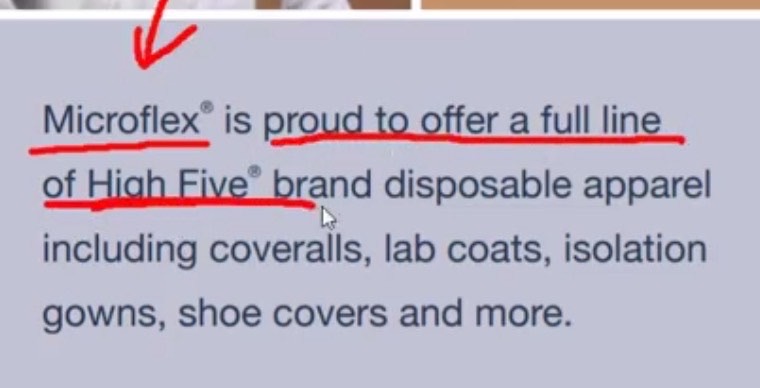 Microflex® is proud to offer a full line
of High Five® brand disposable apparel
including coveralls, lab coats, isolation
gowns, shoe covers and more.